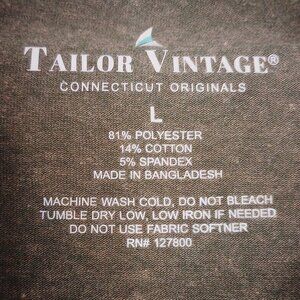 TAILOR VINTAGE®
CONNECTICUT ORIGINALS
L
81% POLYESTER
14% COTTON
5% SPANDEX
MADE IN BANGLADESH
MACHINE WASH COLD, DO NOT BLEACH
TUMBLE DRY LOW, LOW IRON IF NEEDED
DO NOT USE FABRIC SOFTNER
RN# 127800